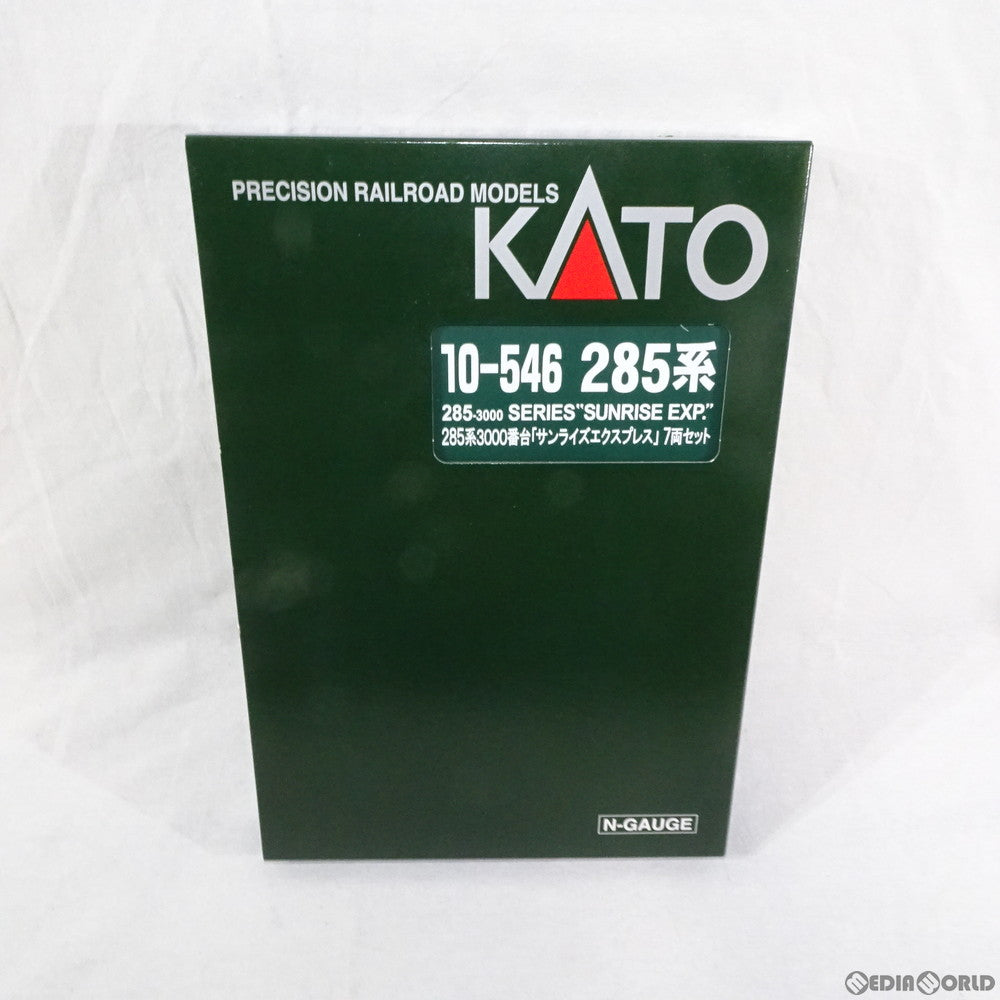 PRECISION RAILROAD MODELS
KATO
10-546 285系
285-3000 SERIES"SUNRISE EXP."
285系3000番台「サンライズエクスプレス」7両セット
N-GAUGE
MEDIAWORLD